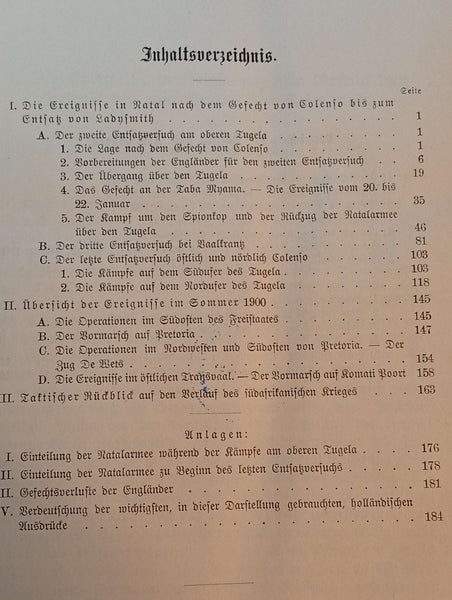 Inhaltsverzeichnis.
Seite
I. Die Ereignisse in Natal nach dem Gefecht von Colenso bis zum
Entsatz von Ladysmith . . . . . . . . . . . . 1
A. Der zweite Entsatzversuch am oberen Tugela . . . . . 1
1. Die Lage nach dem Gefecht von Colenso . . . . . 1
2. Vorbereitungen der Engländer für den zweiten Entsatzversuch . . 6
3. Der Übergang über den Tugela . . . . . . . . 19
4. Das Gefecht an der Taba Myama. — Die Ereignisse vom 20. bis
22. Januar . . . . . . . . . . . . 35
5. Der Kampf um den Spionkop und der Rückzug der Natalarmee
über den Tugela . . . . . . . . . . 46
B. Der dritte Entsatzversuch bei Vaalkrantz . . . . . . 81
C. Der letzte Entsatzversuch östlich und nördlich Colenso . . . . 103
1. Die Kämpfe auf dem Südufer des Tugela . . . . . . 103
2. Die Kämpfe auf dem Nordufer des Tugela . . . . . 118
II. Übersicht der Ereignisse im Sommer 1900 . . . . . . . 145
A. Die Operationen im Südosten des Freistaates . . . . . 145
B. Der Vormarsch auf Pretoria . . . . . . . . . 147
C. Die Operationen im Nordwesten und Südosten von Pretoria. — Der
Zug De Wets . . . . . . . . . . . . 154
D. Die Ereignisse im östlichen Transvaal. — Der Vormarsch auf Komati Poort 158
II. Taktischer Rückblick auf den Verlauf des südafrikanischen Krieges . . 163
Anlagen:
I. Einteilung der Natalarmee während der Kämpfe am oberen Tugela . . 176
II. Einteilung der Natalarmee zu Beginn des letzten Entsatzversuchs . . . 178
II. Gefechtsverluste der Engländer . . . . . . . . . . 181
V. Verdeutschung der wichtigsten, in dieser Darstellung gebrauchten, holländischen
Ausdrücke . . . . . . . . . . . . . . 184